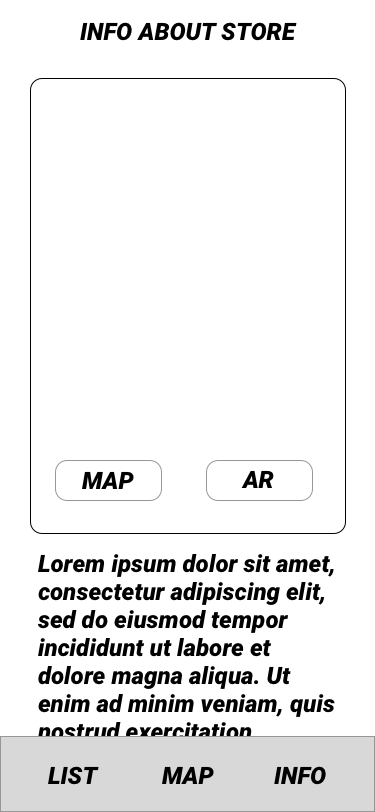 INFO ABOUT STORE
MAP
AR
Lorem ipsum dolor sit amet,
consectetur adipiscing elit,
sed do eiusmod tempor
incididunt ut labore et
dolore magna aliqua. Ut
enim ad minim veniam, quis
nostrud exercitation
LIST
MAP
INFO